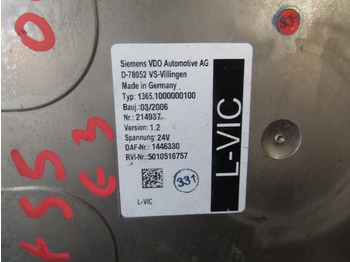 331
Siemens VDO Automotive AG
D-78052 VS-Villingen
Made in Germany
Typ: 1365.1000000100
Bauj.:03/2006
Nr.: 214937
Version: 1.2
Spannung: 24V
DAF-Nr.: 1446330
RVI-Nr.:5010516757
331
L-VIC
L-VIC